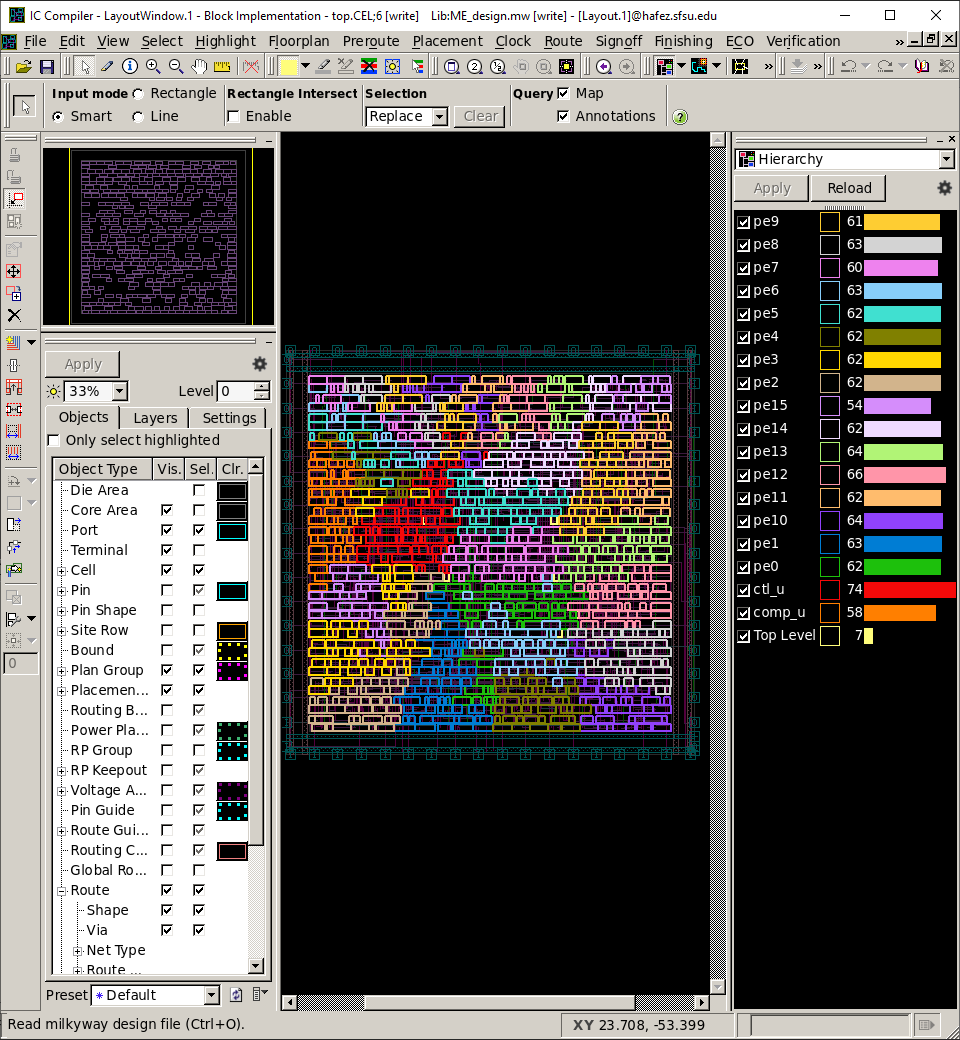 IC Compiler - LayoutWindow.1 - Block Implementation - top.CEL;6 [write] Lib:ME_design.mw [write] - [Layout.1]@hafez.sfsu.edu
File Edit View Select Highlight Floorplan Preroute Placement Clock Route Signoff Finishing ECO Verification »
Input mode Rectangle Rectangle Intersect Selection Query Map
Smart Line Enable Replace Clear Annotations
Hierarchy
Apply Reload
pe9 61
pe8 63
pe7 60
pe6 63
pe5 62
pe4 62
pe3 62
pe2 62
pe15 54
pe14 62
pe13 64
pe12 66
pe11 62
pe10 64
pe1 63
pe0 62
ctl_u 74
comp_u 58
Top Level 7
Apply
33% Level 0
Objects Layers Settings
Only select highlighted
Object Type Vis. Sel. Clr.
Die Area
Core Area
Port
Terminal
Cell
Pin
Pin Shape
Site Row
Bound
Plan Group
Placemen...
Routing B...
Power Pla...
RP Group
RP Keepout
Voltage A...
Pin Guide
Route Gui...
Routing C...
Global Ro...
Route
Shape
Via
Net Type
Route ...
0
Preset * Default
Read milkyway design file (Ctrl+O).
XY 23.708, -53.399